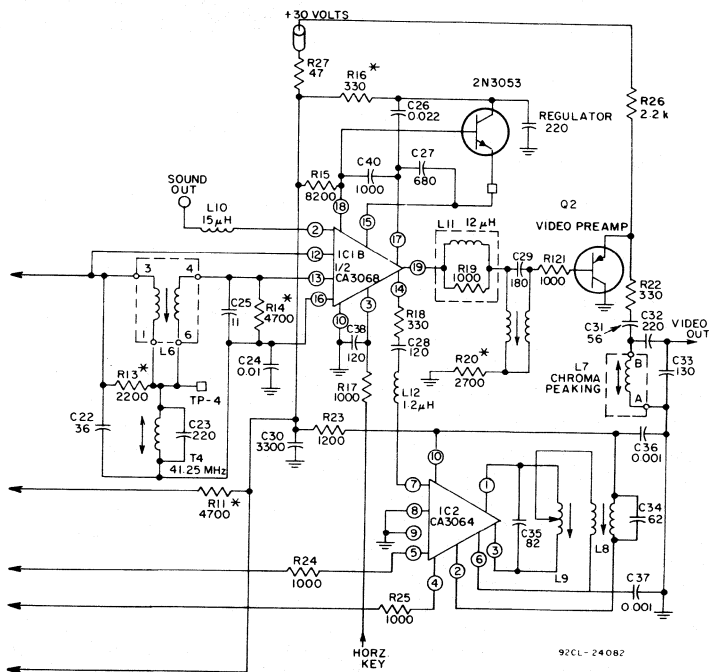 +30 VOLTS
R27
47
R16 *
330
C26
0.022
2N3053
REGULATOR
220
R26
2.2 k
SOUND
OUT
L10
15μH
R15
8200
C40
1000
C27
680
18
15
17
2
12
13
16
10
3
14
19
IC1B
1/2
CA3068
L11
12 μH
R19
1000
C29
180
R121
1000
Q2
VIDEO PREAMP
R22
330
C31
56
C32
220
VIDEO
OUT
L7
CHROMA
PEAKING
B
A
C33
130
3
4
1
6
L6
C25
11
R14 *
4700
C24
0.01
C38
120
R17
1000
R18
330
C28
120
L12
1.2μH
R20 *
2700
R13 *
2200
TP-4
C22
36
C23
220
T4
41.25 MHz
C30
3300
R23
1200
C36
0.001
R11 *
4700
10
7
8
9
5
4
2
6
3
1
IC2
CA3064
C35
82
L9
L8
C34
62
C37
0.001
R24
1000
R25
1000
HORZ
KEY
92CL-24082